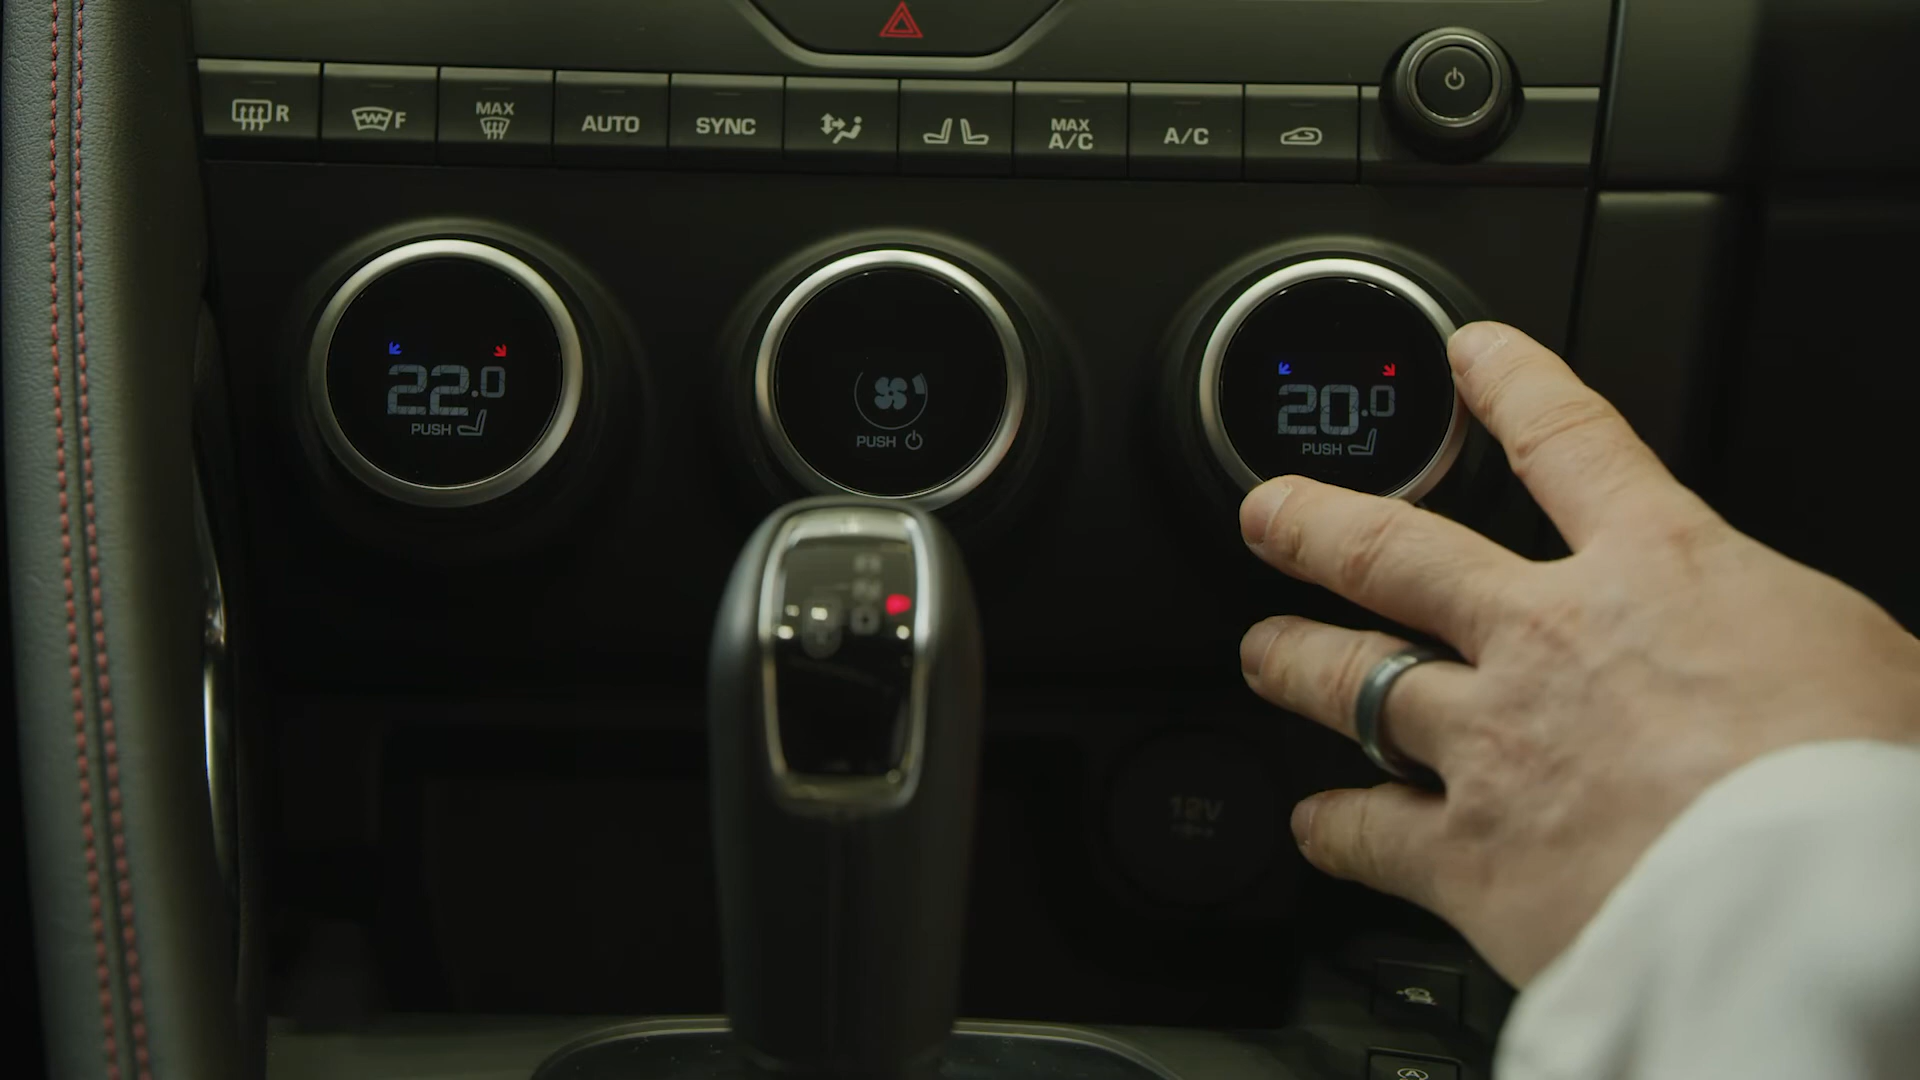 R
F
MAX
AUTO
SYNC
MAX
A/C
A/C
22.0
PUSH
PUSH
20.0
PUSH
12V
A